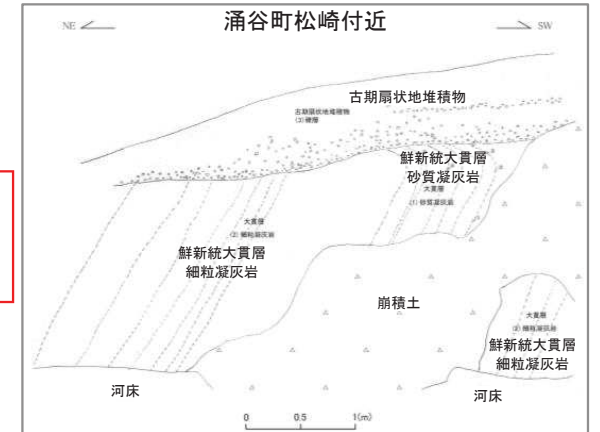 涌谷町松崎付近
NE
SW
古期扇状地堆積物
古期扇状地堆積物
(3) 礫層
鮮新統大貫層
砂質凝灰岩
大貫層
(1) 砂質凝灰岩
大貫層
(2) 細粒凝灰岩
鮮新統大貫層
細粒凝灰岩
崩積土
大貫層
(2) 細粒凝灰岩
鮮新統大貫層
細粒凝灰岩
河床
河床
0 0.5 1(m)